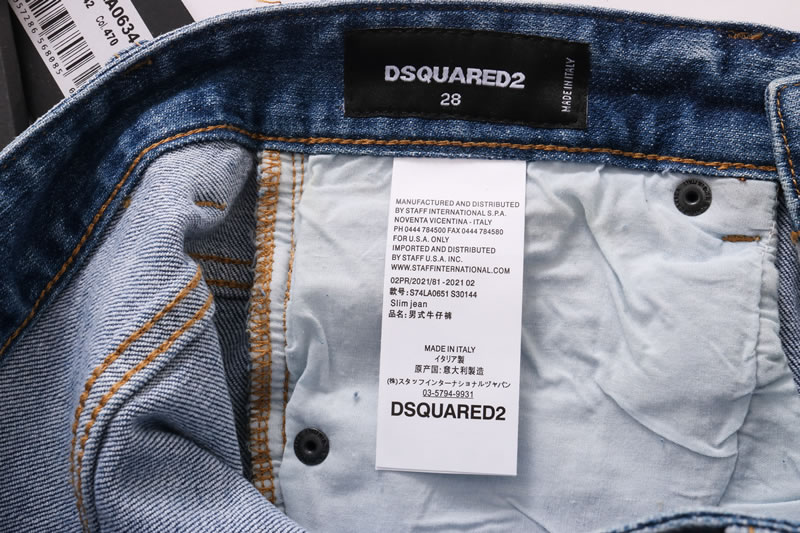 A0634
Col.470
57286 568085
DSQUARED2
28
MADE IN ITALY
MANUFACTURED AND DISTRIBUTED
BY STAFF INTERNATIONAL S.P.A.
NOVENTA VICENTINA - ITALY
PH 0444 784500 FAX 0444 784580
FOR U.S.A. ONLY
IMPORTED AND DISTRIBUTED
BY STAFF U.S.A. INC.
WWW.STAFFINTERNATIONAL.COM
02PR/2021/81 -2021 02
款号: S74LA0651 S30144
Slim jean
品名: 男式牛仔裤
MADE IN ITALY
イタリア製
原产国: 意大利製造
(株)スタッフインターナショナルジャパン
03-5794-9931
DSQUARED2